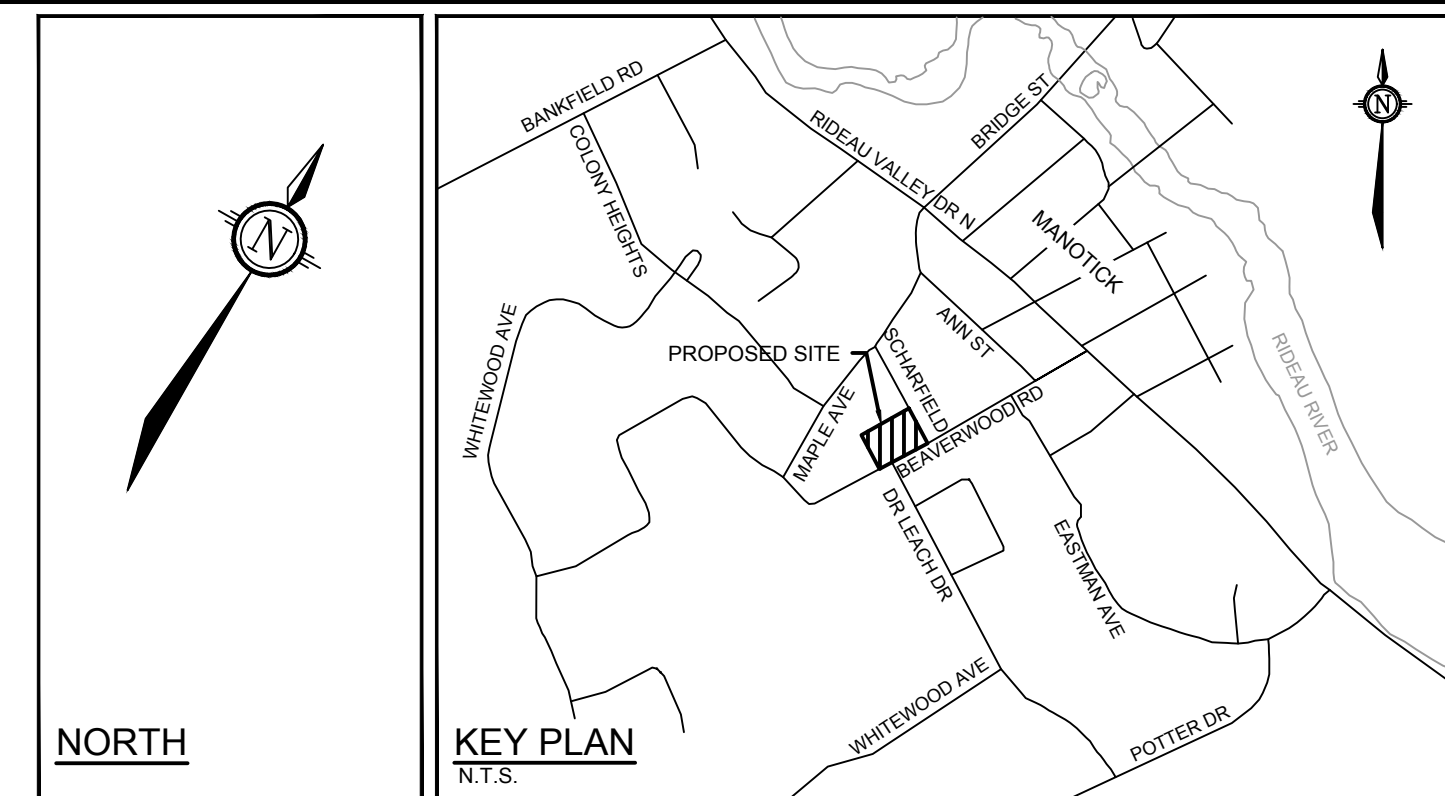 N
NORTH
BANKFIELD RD
COLONY HEIGHTS
RIDEAU VALLEY DR N
BRIDGE ST
N
MANOTICK
WHITEWOOD AVE
PROPOSED SITE
SCHARFIELD
ANN ST
MAPLE AVE
BEAVERWOOD RD
RIDEAU RIVER
DR LEACH DR
EASTMAN AVE
WHITEWOOD AVE
POTTER DR
KEY PLAN
N.T.S.